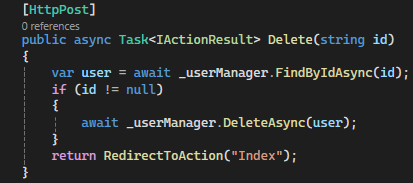 [HttpPost]
0 references
public async Task<IActionResult> Delete(string id)
{
    var user = await _userManager.FindByIdAsync(id);
    if (id != null)
    {
        await _userManager.DeleteAsync(user);
    }
    return RedirectToAction("Index");
}